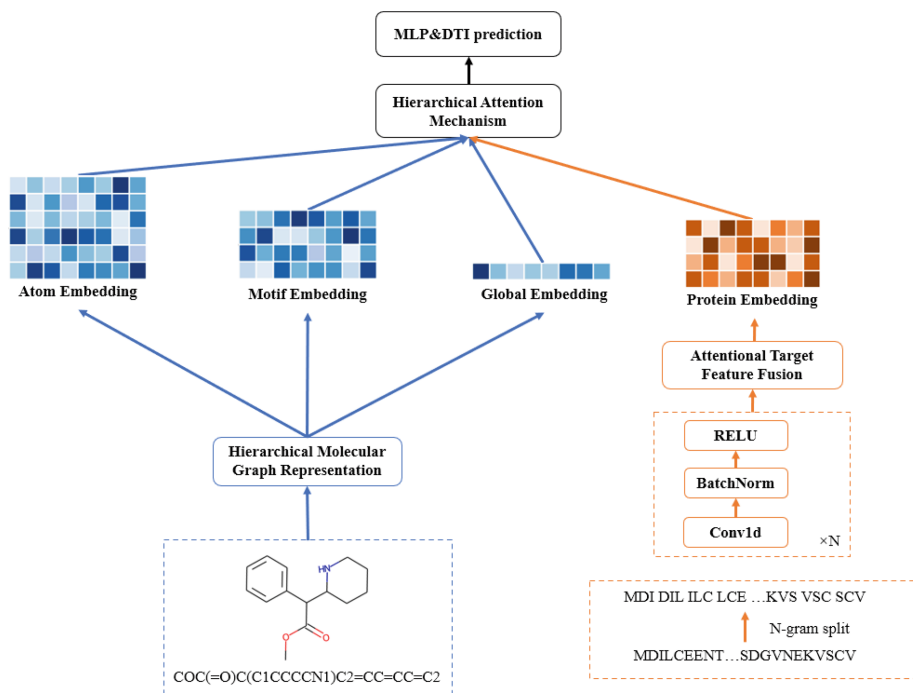 MLP&DTI prediction
Hierarchical Attention
Mechanism
Atom Embedding
Motif Embedding
Global Embedding
Protein Embedding
Attentional Target
Feature Fusion
RELU
BatchNorm
Conv1d
×N
Hierarchical Molecular
Graph Representation
HN
O
O
COC(=O)C(C1CCCCN1)C2=CC=CC=C2
MDI DIL ILC LCE …KVS VSC SCV
N-gram split
MDILCEENT…SDGVNEKVSCV